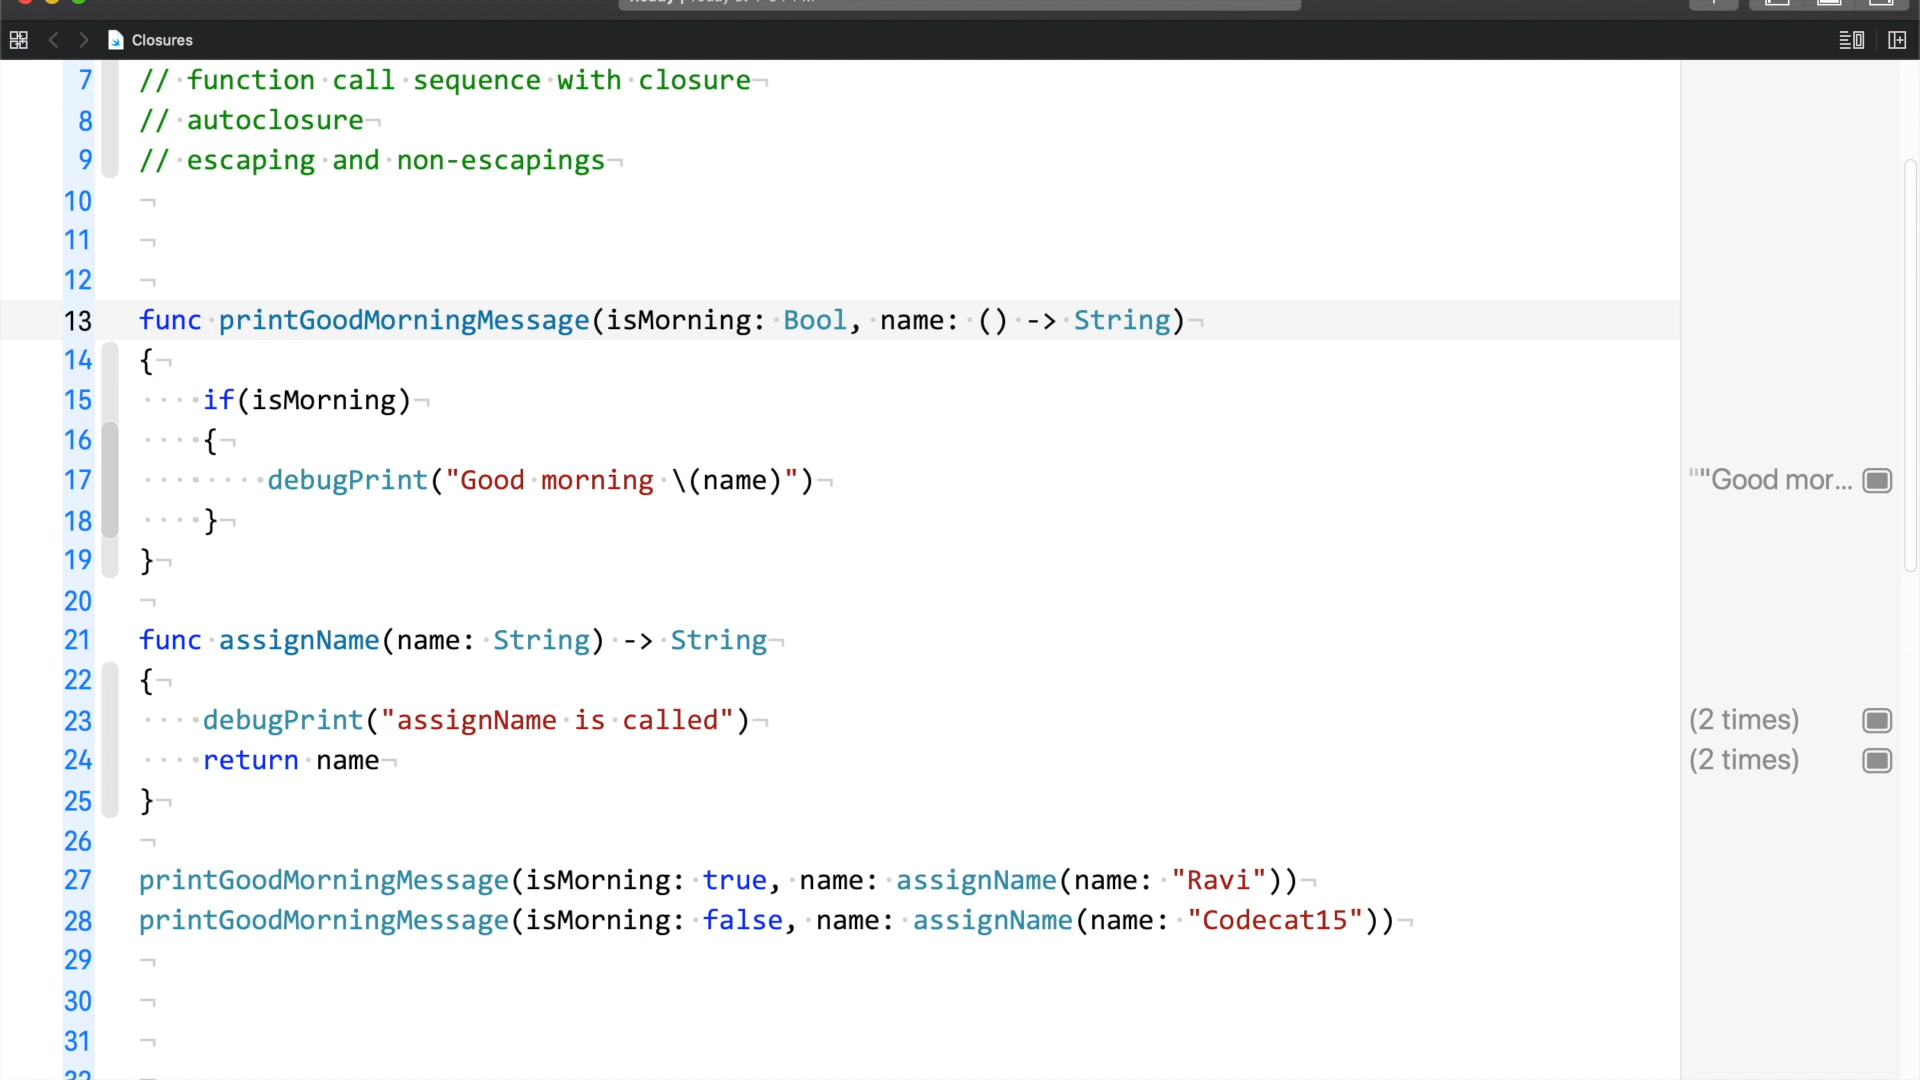 Closures
7 // function call sequence with closure
8 // autoclosure
9 // escaping and non-escapings
10
11
12
13 func printGoodMorningMessage(isMorning: Bool, name: () -> String)
14 {
15 if(isMorning)
16 {
17 debugPrint("Good morning \(name)") ""Good mor...
18 }
19 }
20
21 func assignName(name: String) -> String
22 {
23 debugPrint("assignName is called") (2 times)
24 return name (2 times)
25 }
26
27 printGoodMorningMessage(isMorning: true, name: assignName(name: "Ravi"))
28 printGoodMorningMessage(isMorning: false, name: assignName(name: "Codecat15"))
29
30
31